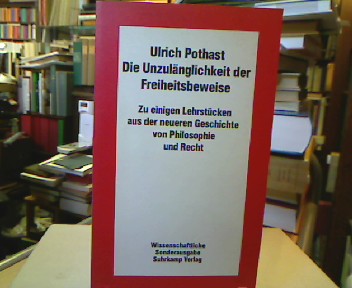 Ulrich Pothast
Die Unzulänglichkeit der
Freiheitsbeweise
Zu einigen Lehrstücken
aus der neueren Geschichte
von Philosophie
und Recht
Wissenschaftliche
Sonderausgabe
Suhrkamp Verlag